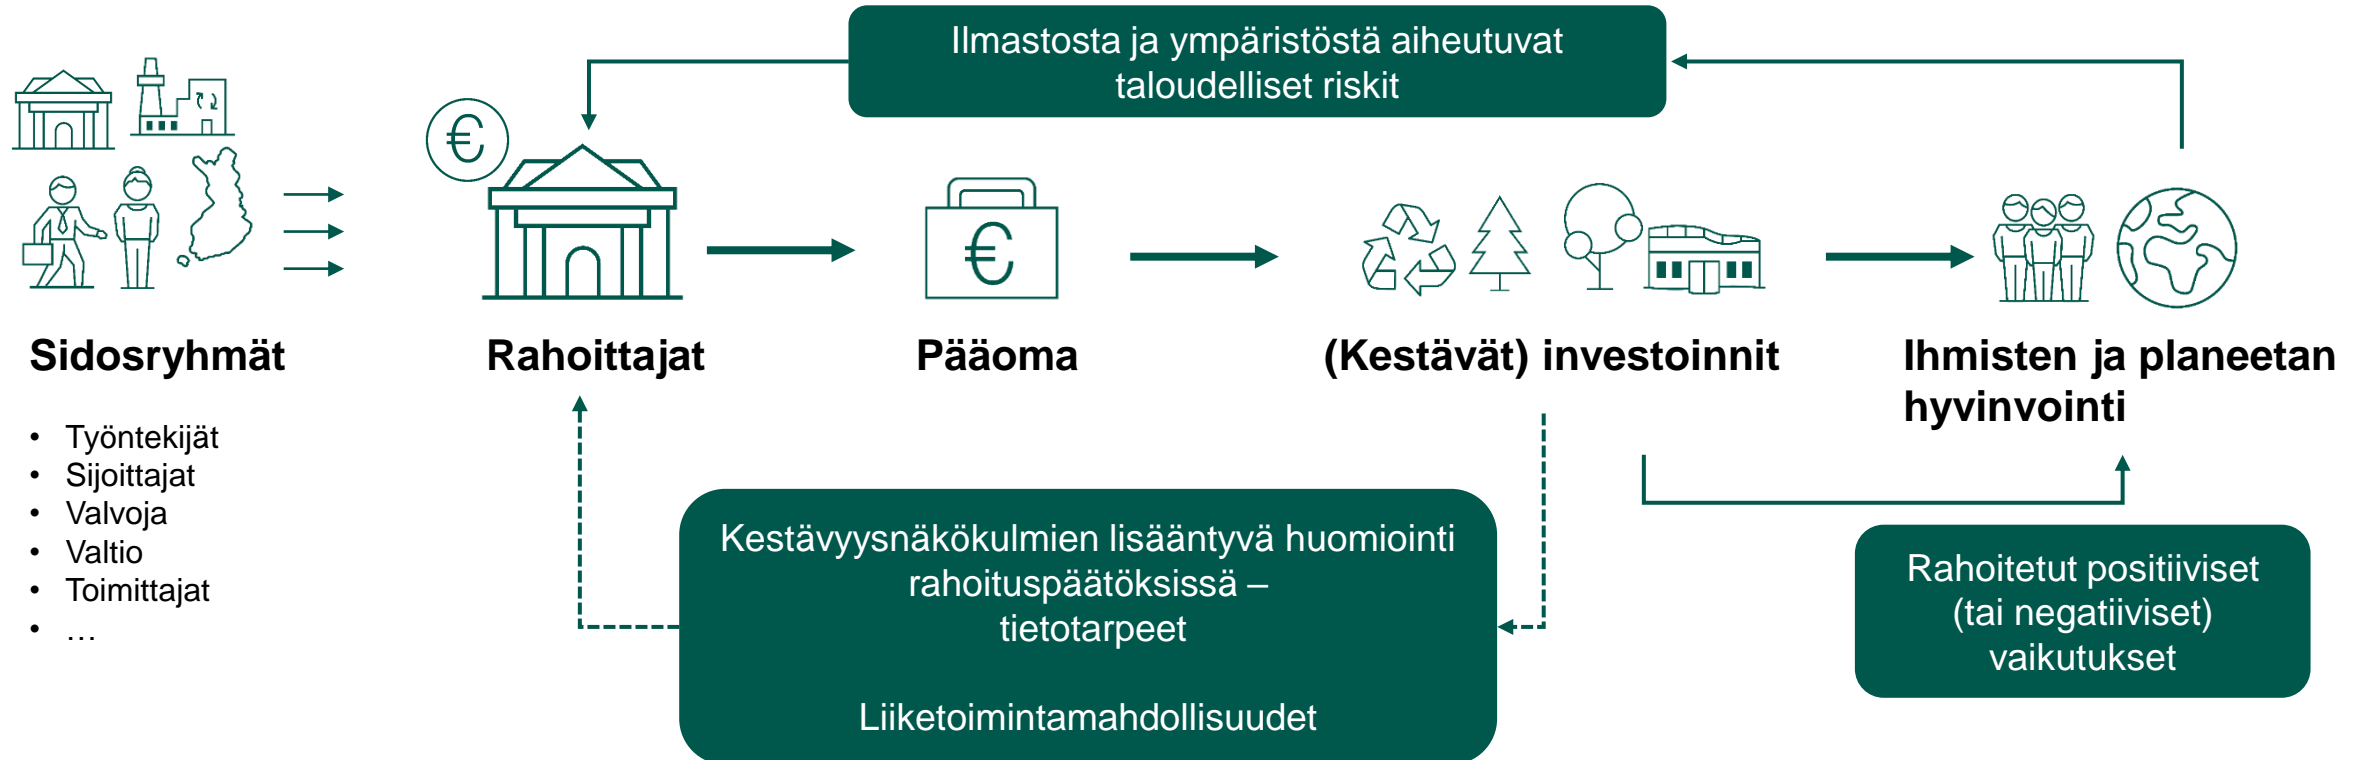 Ilmastosta ja ympäristöstä aiheutuvat
taloudelliset riskit
€
€
Sidosryhmät
Rahoittajat
Pääoma
(Kestävät) investoinnit
Ihmisten ja planeetan
hyvinvointi
• Työntekijät
• Sijoittajat
• Valvoja
• Valtio
• Toimittajat
• …
Kestävyysnäkökulmien lisääntyvä huomiointi
rahoituspäätöksissä –
tietotarpeet
Liiketoimintamahdollisuudet
Rahoitetut positiiviset
(tai negatiiviset)
vaikutukset